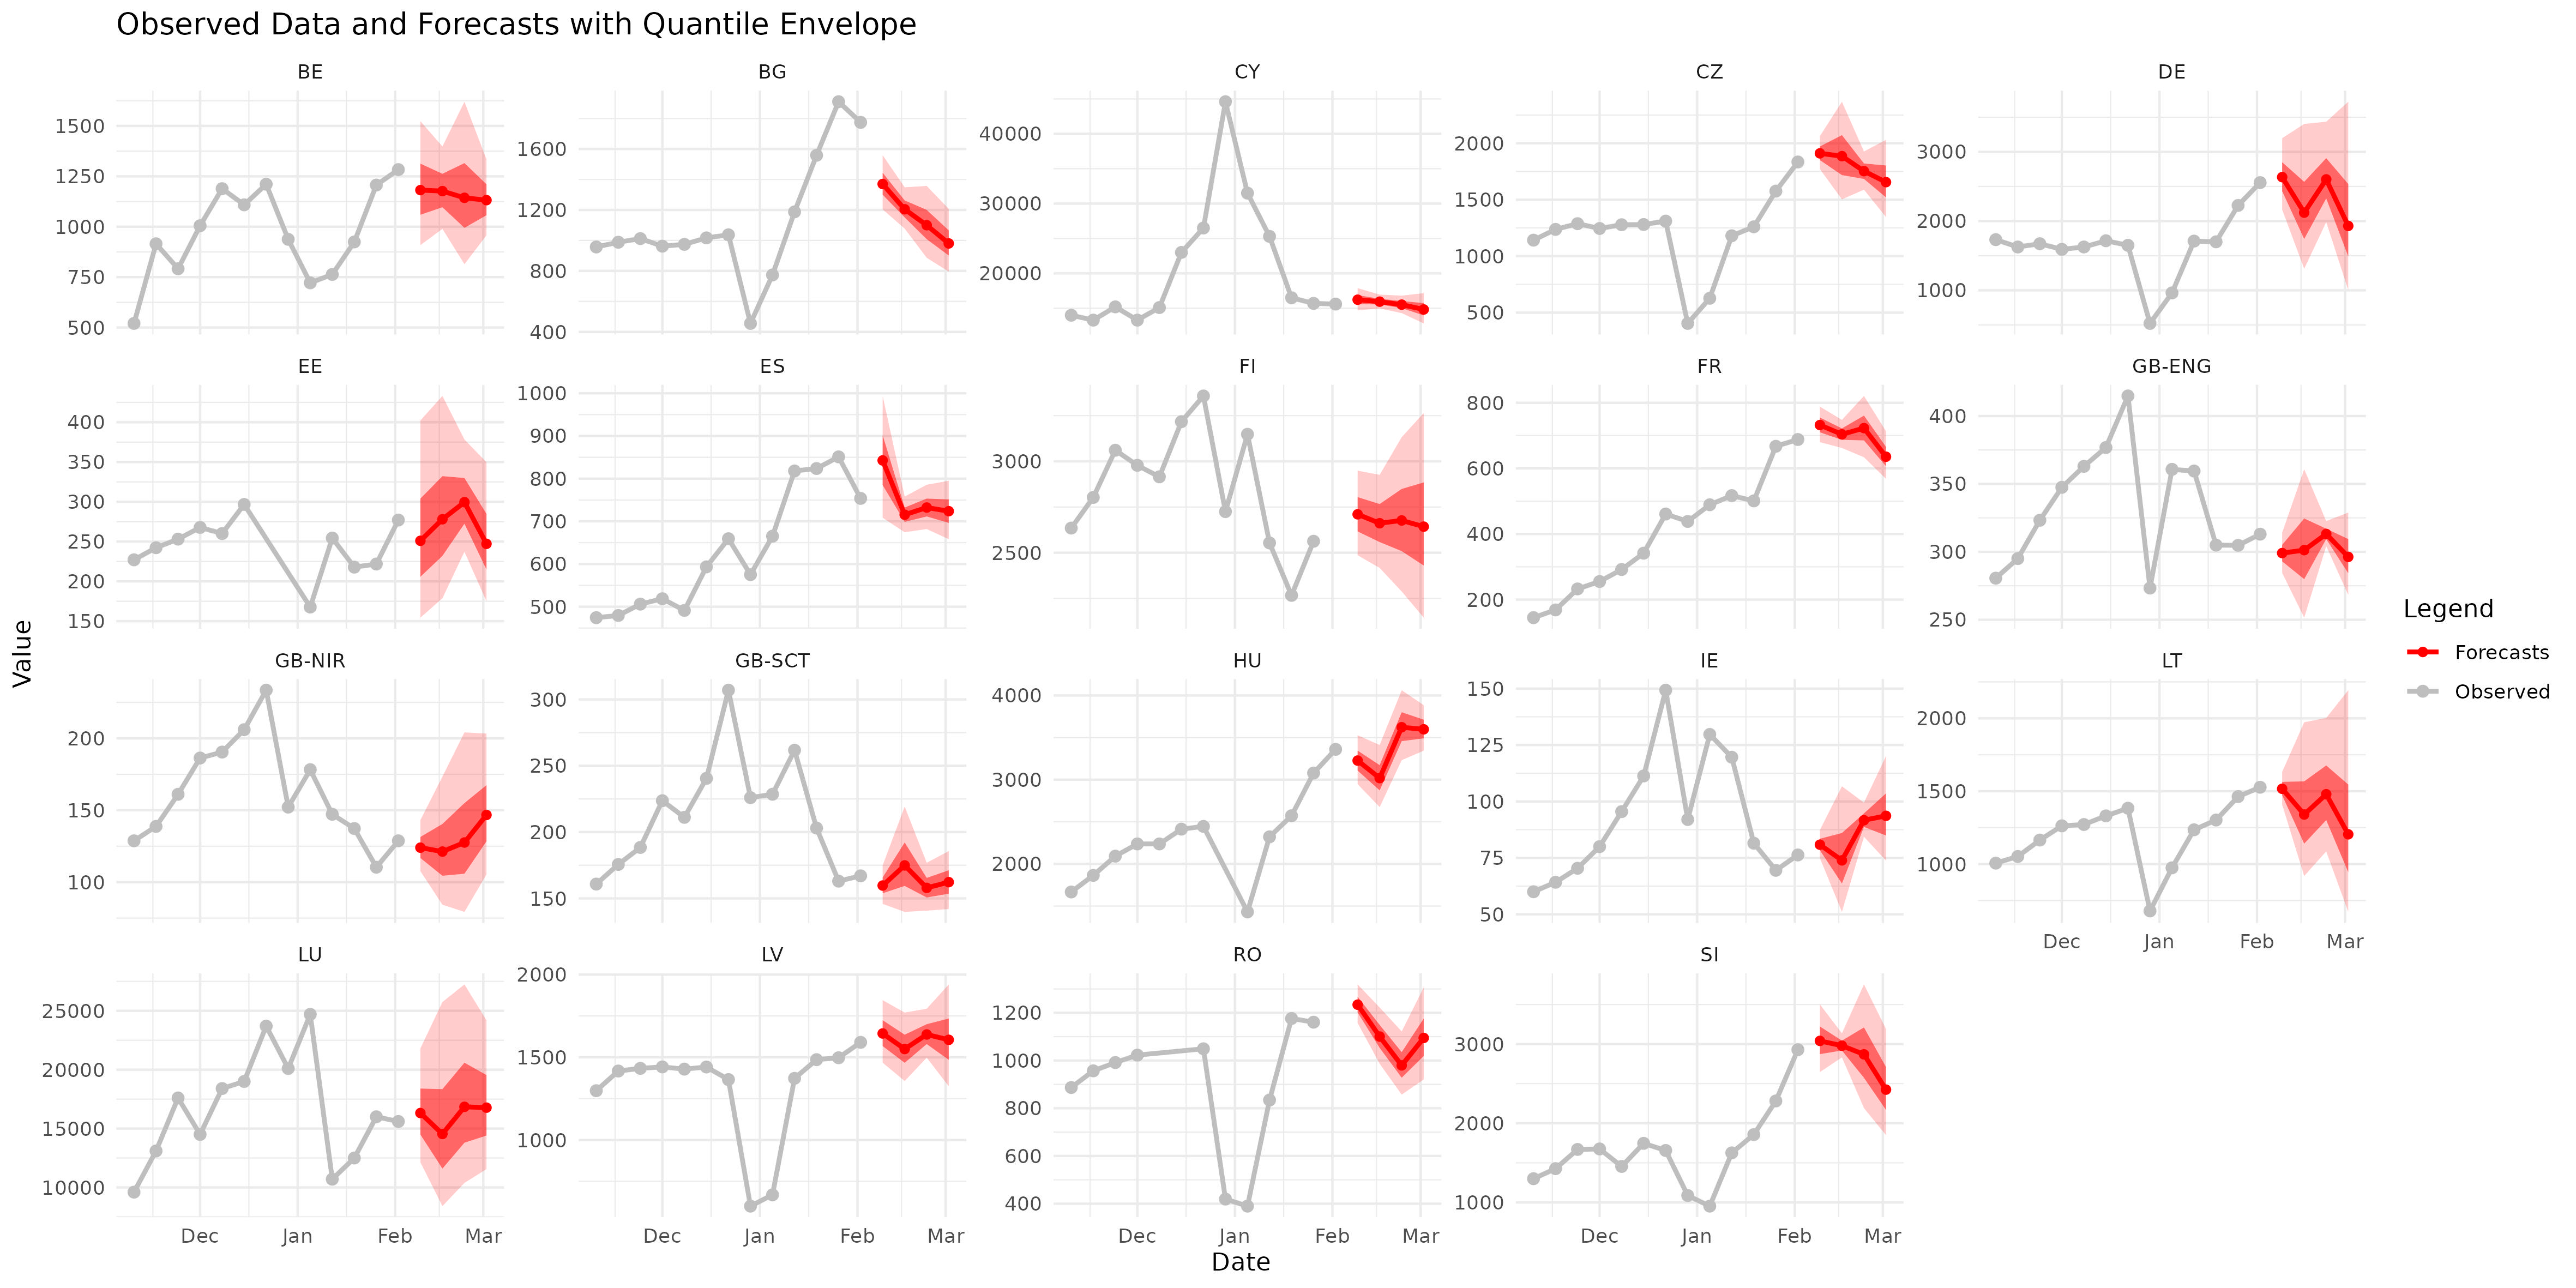 Observed Data and Forecasts with Quantile Envelope
BE
BG
CY
CZ
DE
1500
1250
1000
750
500
1600
1200
800
400
40000
30000
20000
2000
1500
1000
500
3000
2000
1000
EE
ES
FI
FR
GB-ENG
400
350
300
250
200
150
1000
900
800
700
600
500
3000
2500
800
600
400
200
400
350
300
250
GB-NIR
GB-SCT
HU
IE
LT
200
150
100
300
250
200
150
4000
3000
2000
150
125
100
75
50
2000
1500
1000
Dec Jan Feb Mar
LU
LV
RO
SI
25000
20000
15000
10000
2000
1500
1000
1200
1000
800
600
400
3000
2000
1000
Dec Jan Feb Mar
Dec Jan Feb Mar
Dec Jan Feb Mar
Dec Jan Feb Mar
Date
Value
Legend
Forecasts
Observed